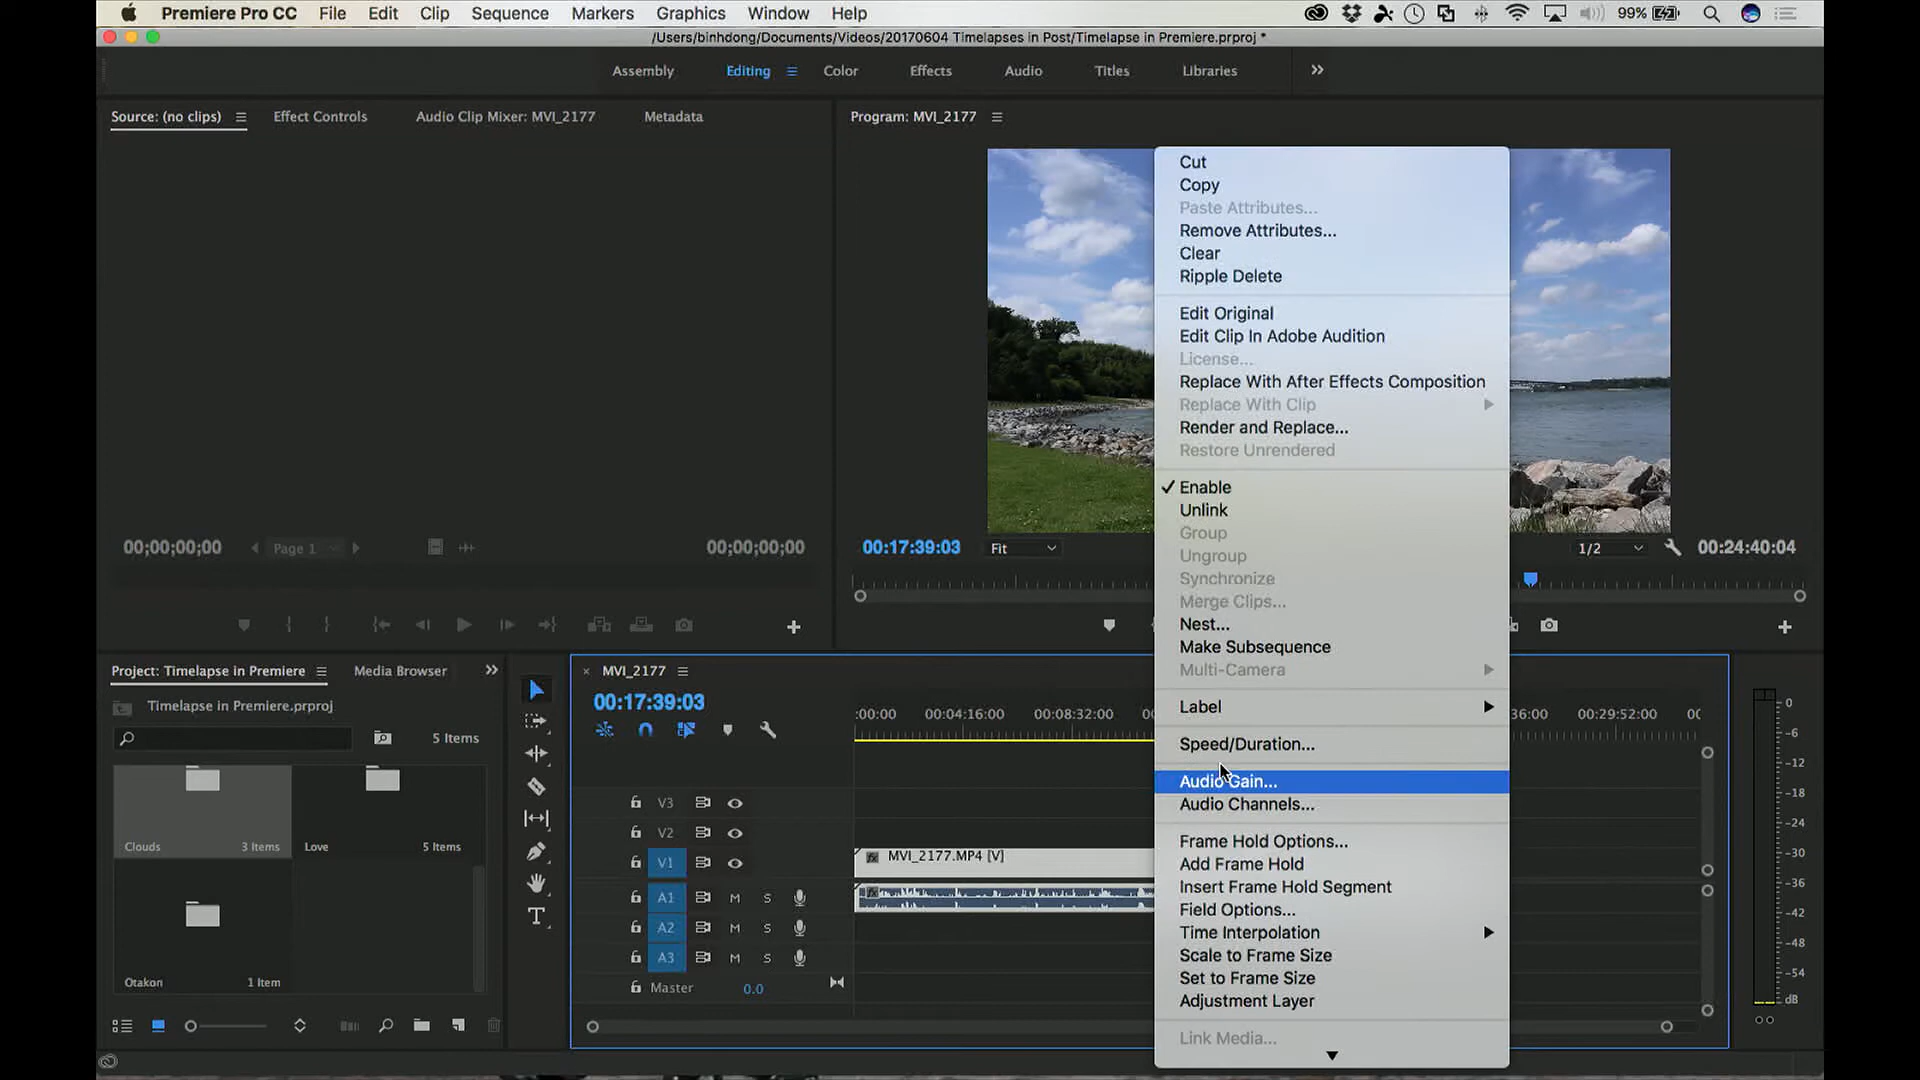 Premiere Pro CC File Edit Clip Sequence Markers Graphics Window Help 99%
/Users/binhdong/Documents/Videos/20170604 Timelapses in Post/Timelapse in Premiere.prproj *
Assembly Editing Color Effects Audio Titles Libraries
Source: (no clips) Effect Controls Audio Clip Mixer: MVI_2177 Metadata
Program: MVI_2177
Cut
Copy
Paste Attributes...
Remove Attributes...
Clear
Ripple Delete
Edit Original
Edit Clip In Adobe Audition
License...
Replace With After Effects Composition
Replace With Clip
Render and Replace...
Restore Unrendered
Enable
Unlink
Group
Ungroup
Synchronize
Merge Clips...
Nest...
Make Subsequence
Multi-Camera
Label
Speed/Duration...
Audio Gain...
Audio Channels...
Frame Hold Options...
Add Frame Hold
Insert Frame Hold Segment
Field Options...
Time Interpolation
Scale to Frame Size
Set to Frame Size
Adjustment Layer
Link Media...
00;00;00;00 Page 1 00;00;00;00
00:17:39:03 Fit 1/2 00:24:40:04
Project: Timelapse in Premiere Media Browser
Timelapse in Premiere.prproj
5 Items
Clouds 3 Items Love 5 Items
Otakon 1 Item
MVI_2177
00:17:39:03
:00:00 00:04:16:00 00:08:32:00 36:00 00:29:52:00
V3
V2
V1 MVI_2177.MP4 [V]
A1 M S
A2 M S
A3 M S
Master 0.0
0
-6
-12
-18
-24
-30
-36
-42
-48
-54
dB